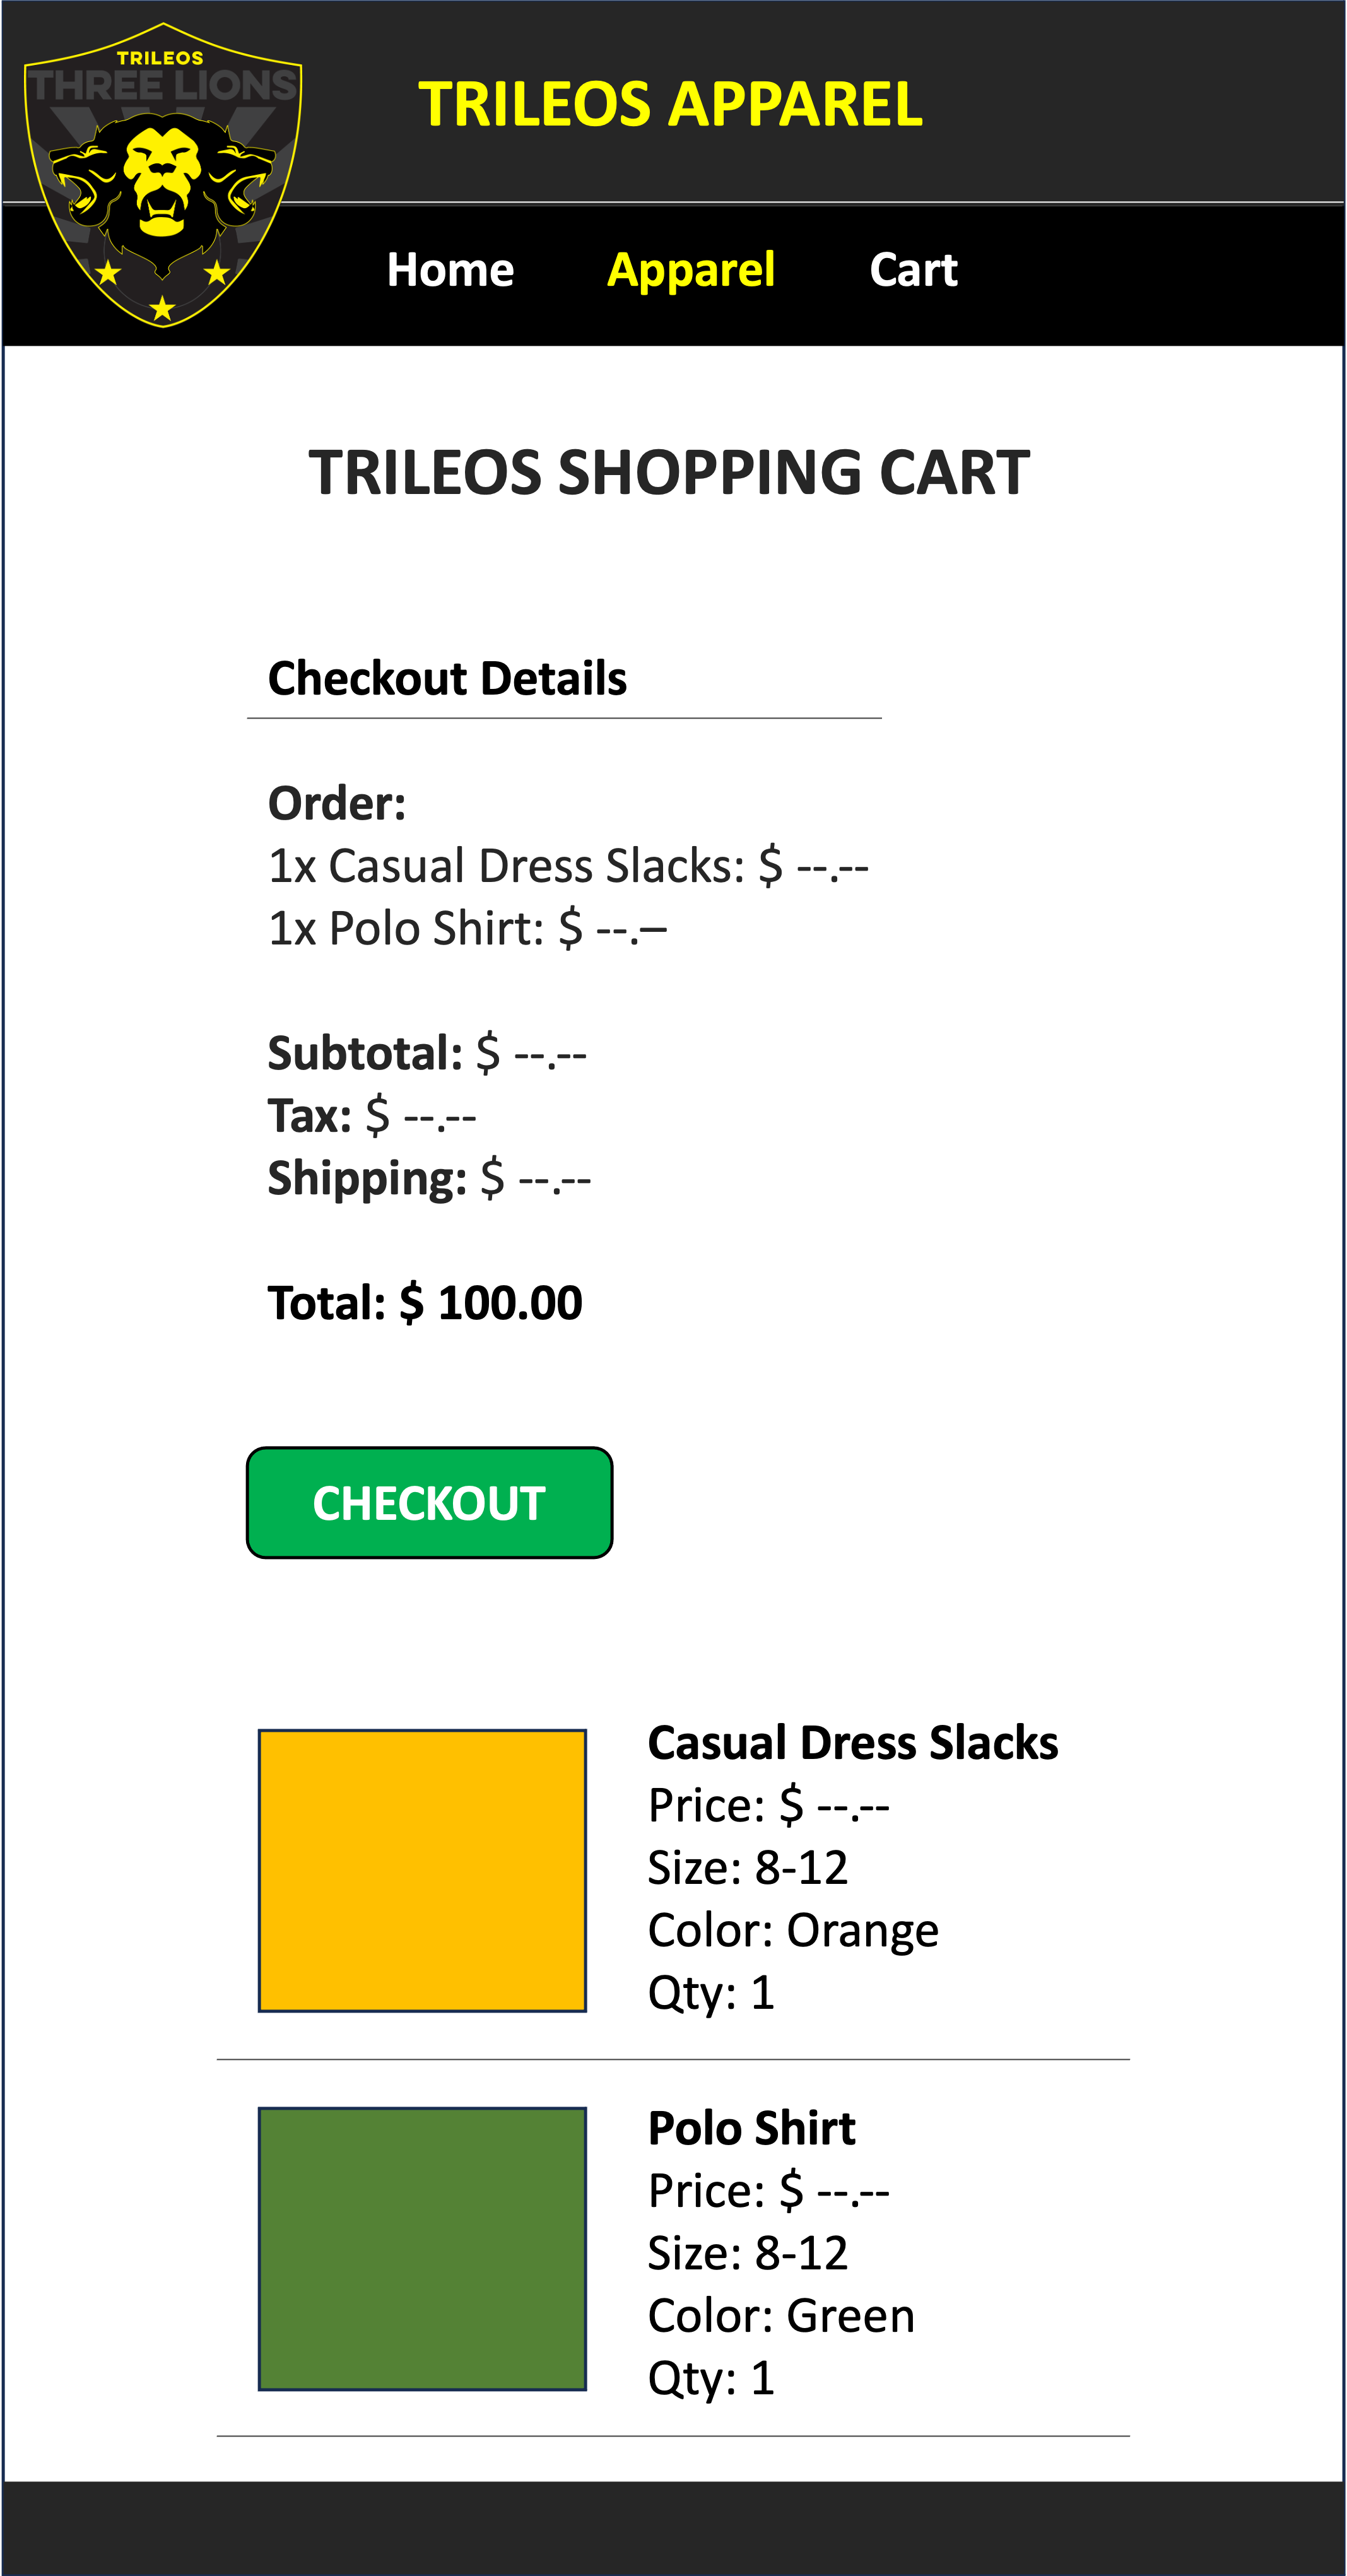 TRILEOS
THREE LIONS
TRILEOS APPAREL
Home Apparel Cart
TRILEOS SHOPPING CART
Checkout Details
Order:
1x Casual Dress Slacks: $ --.--
1x Polo Shirt: $ --.–
Subtotal: $ --.--
Tax: $ --.--
Shipping: $ --.--
Total: $ 100.00
CHECKOUT
Casual Dress Slacks
Price: $ --.--
Size: 8-12
Color: Orange
Qty: 1
Polo Shirt
Price: $ --.--
Size: 8-12
Color: Green
Qty: 1